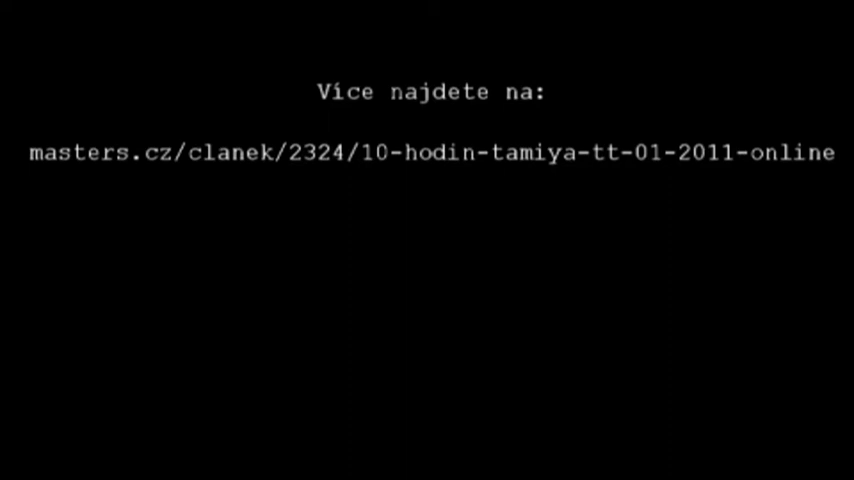 Více najdete na:
masters.cz/clanek/2324/10-hodin-tamiya-tt-01-2011-online